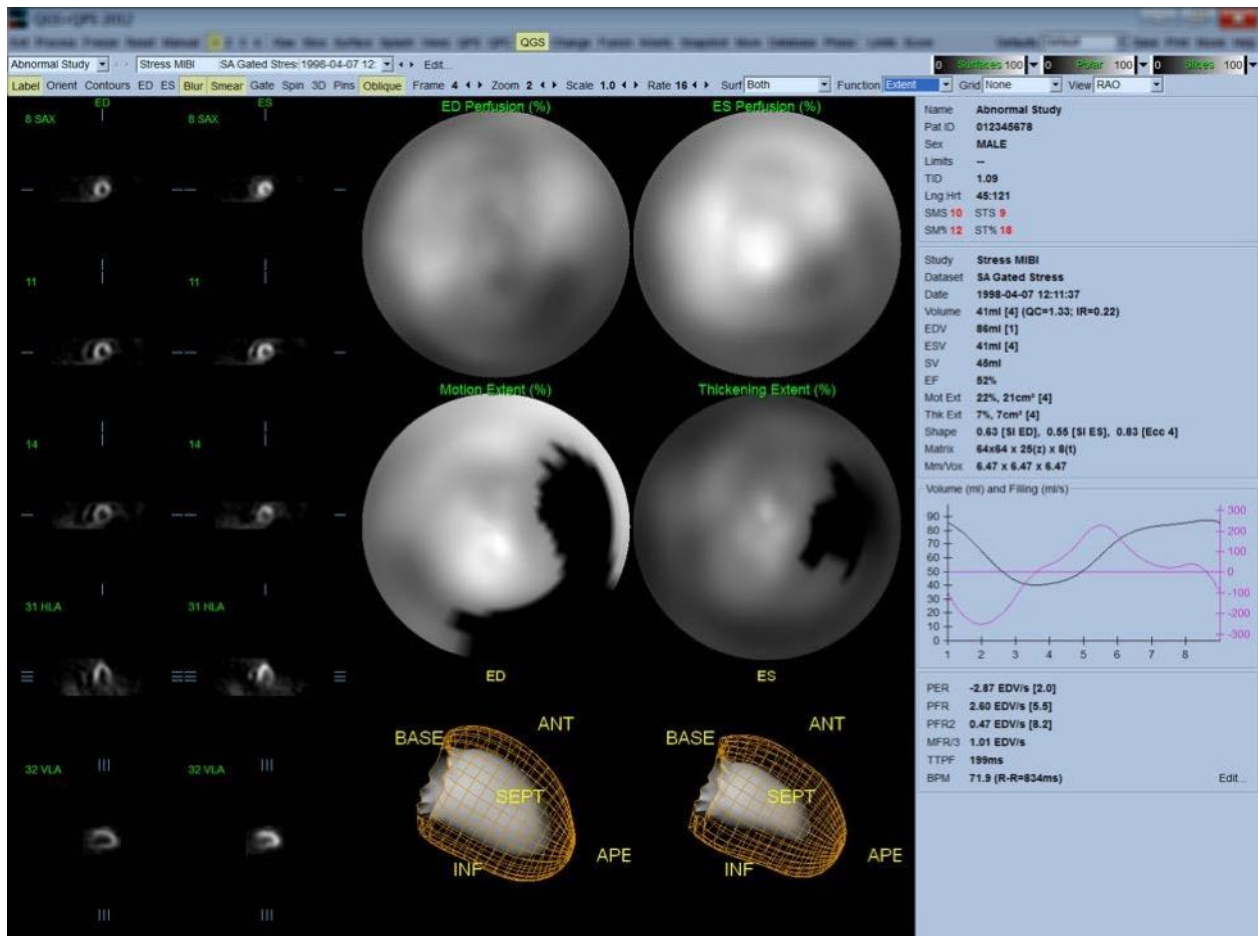 QGS+QPS 2012
QGS
Abnormal Study Stress MIBI SA Gated Stres: 1998-04-07 12: Edit...
0 Surfaces 100 0 Polar 100 0 Slices 100
Label Orient Contours ED ES Blur Smear Gate Spin 3D Pins Oblique Frame 4 Zoom 2 Scale 1.0 Rate 16 Surf Both Function Extent Grid None View RAO
ED ES
8 SAX 8 SAX
11 11
14 14
31 HLA 31 HLA
32 VLA 32 VLA
ED Perfusion (%) ES Perfusion (%)
Motion Extent (%) Thickening Extent (%)
ED ES
BASE ANT SEPT INF APE
BASE ANT SEPT INF APE
Name Abnormal Study
Pat ID 012345678
Sex MALE
Limits --
TID 1.09
Lng:Hrt 45:121
SMS 10 STS 9
SM% 12 ST% 18
Study Stress MIBI
Dataset SA Gated Stress
Date 1998-04-07 12:11:37
Volume 41ml [4] (QC=1.33; IR=0.22)
EDV 86ml [1]
ESV 41ml [4]
SV 45ml
EF 52%
Mot Ext 22%, 21cm² [4]
Thk Ext 7%, 7cm² [4]
Shape 0.63 [SI ED], 0.55 [SI ES], 0.83 [Ecc 4]
Matrix 64x64 x 25(z) x 8(t)
Mm/Vox 6.47 x 6.47 x 6.47
Volume (ml) and Filling (ml/s)
90 300
80 200
70
60 100
50 0
40
30 -100
20 -200
10
0 -300
1 2 3 4 5 6 7 8
PER -2.87 EDV/s [2.0]
PFR 2.60 EDV/s [5.5]
PFR2 0.47 EDV/s [8.2]
MFR/3 1.01 EDV/s
TTPF 199ms
BPM 71.9 (R-R=834ms) Edit...